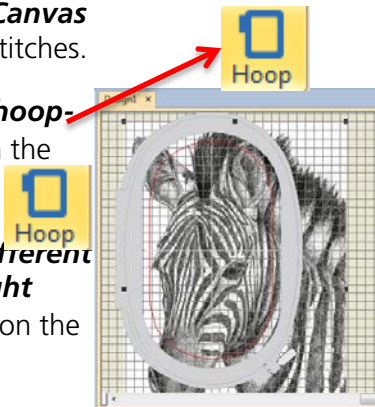 Canvas
titches.
Hoop
Design1 ×
hoop-
the
Hoop
fferent
ht
on the